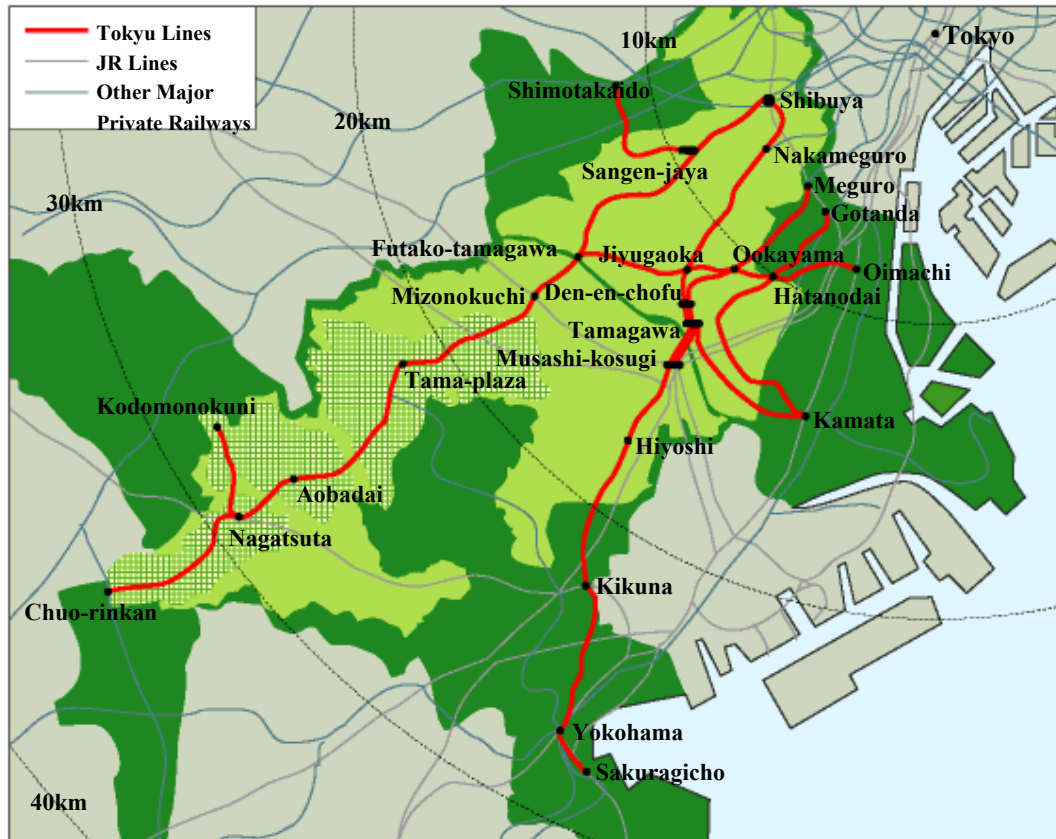 Tokyu Lines
JR Lines
Other Major
Private Railways
10km
Tokyo
Shimotakaido
Shibuya
20km
Sangen-jaya
Nakameguro
Meguro
30km
Gotanda
Futako-tamagawa
Jiyugaoka
Ookayama
Oimachi
Mizonokuchi
Den-en-chofu
Hatanodai
Tamagawa
Musashi-kosugi
Tama-plaza
Kodomonokuni
Kamata
Hiyoshi
Aobadai
Nagatsuta
Kikuna
Chuo-rinkan
Yokohama
Sakuragicho
40km